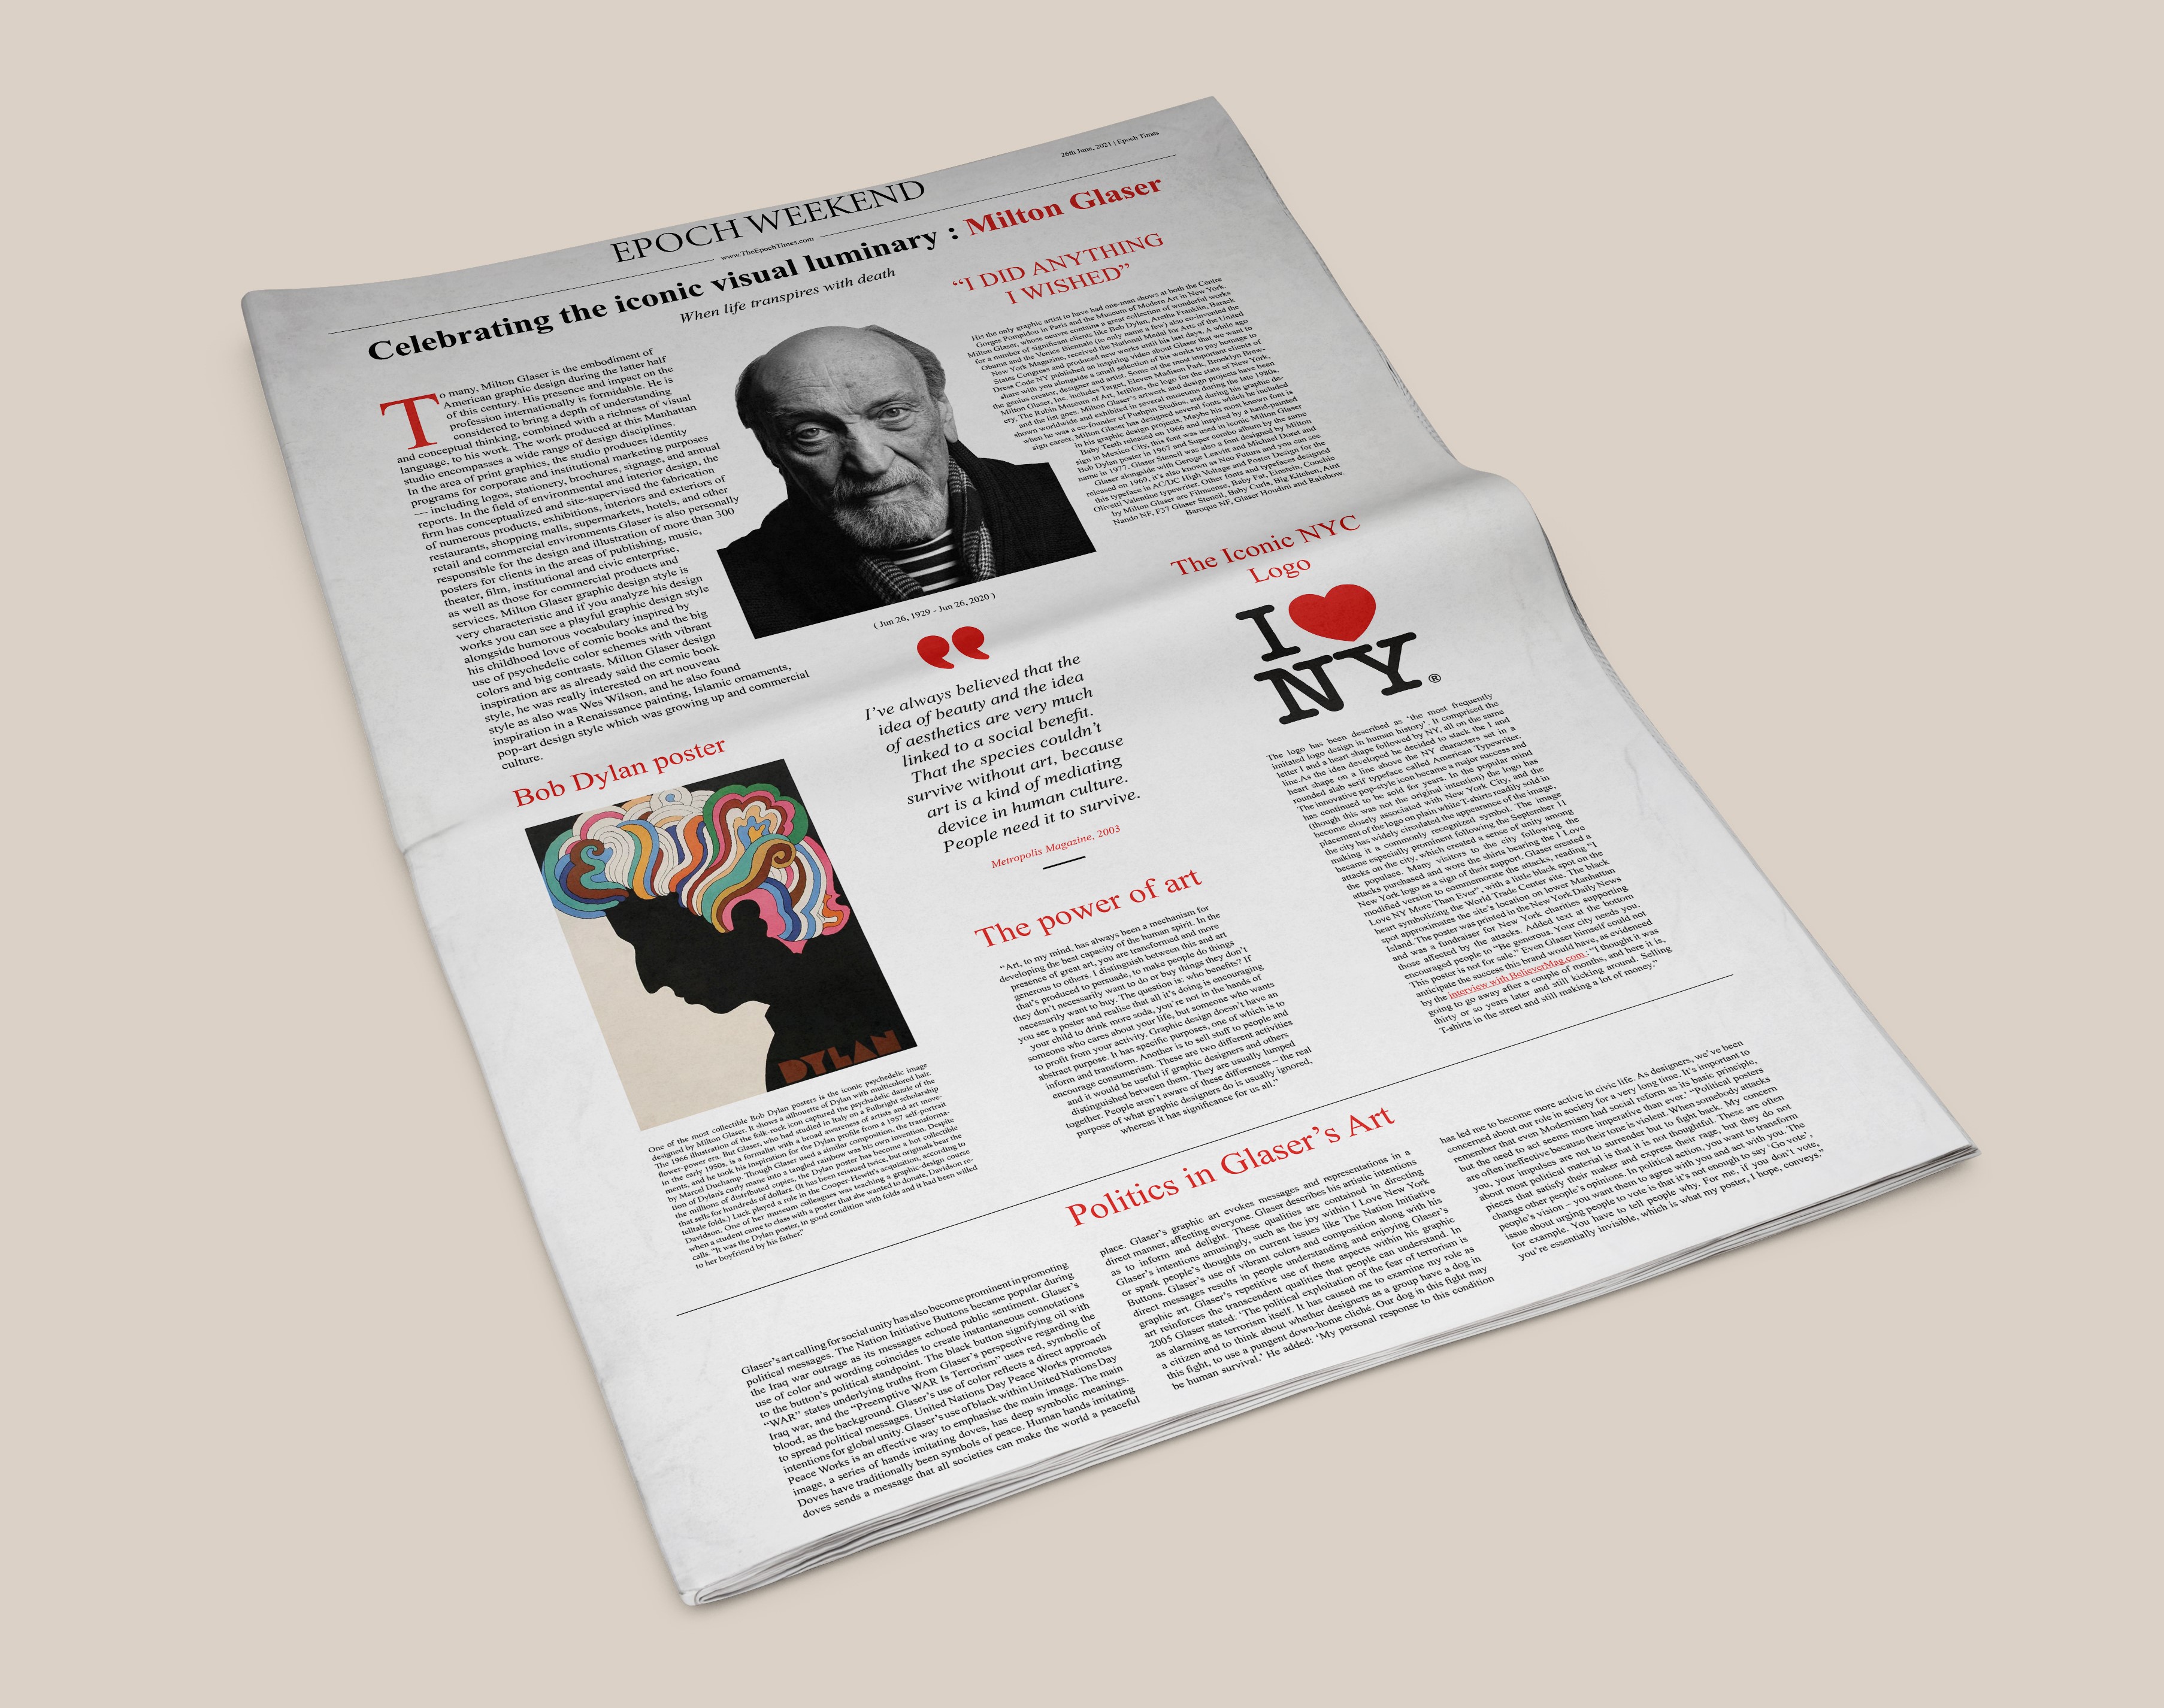 26th June, 2021 | Epoch Times
EPOCH WEEKEND
www.TheEpochTimes.com
Celebrating the iconic visual luminary : Milton Glaser
When life transpires with death
To many, Milton Glaser is the embodiment of
American graphic design during the latter half
of this century. His presence and impact on the
profession internationally is formidable. He is
considered to bring a depth of understanding
and conceptual thinking, combined with a richness of visual
language, to his work. The work produced at this Manhattan
studio encompasses a wide range of design disciplines.
In the area of print graphics, the studio produces identity
programs for corporate and institutional marketing purposes
— including logos, stationery, brochures, signage, and annual
reports. In the field of environmental and interior design, the
firm has conceptualized and site-supervised the fabrication
of numerous products, exhibitions, interiors and exteriors of
restaurants, shopping malls, supermarkets, hotels, and other
retail and commercial environments.Glaser is also personally
responsible for the design and illustration of more than 300
posters for clients in the areas of publishing, music,
theater, film, institutional and civic enterprise,
as well as those for commercial products and
services. Milton Glaser graphic design style is
very characteristic and if you analyze his design
works you can see a playful graphic design style
alongside humorous vocabulary inspired by
his childhood love of comic books and the big
use of psychedelic color schemes with vibrant
colors and big contrasts. Milton Glaser design
inspiration are as already said the comic book
style, he was really interested on art nouveau
style as also was Wes Wilson, and he also found
inspiration in a Renaissance painting, Islamic ornaments,
pop-art design style which was growing up and commercial
culture.
( Jun 26, 1929 - Jun 26, 2020 )
“I DID ANYTHING
I WISHED”
His the only graphic artist to have had one-man shows at both the Centre
Gorges Pompidou in Paris and the Museum of Modern Art in New York.
Milton Glaser, whose oeuvre contains a great collection of wonderful works
for a number of significant clients like Bob Dylan, Aretha Franklin, Barack
Obama and the Venice Biennale (to only name a few) also co-invented the
New York Magazine, received the National Medal for Arts of the United
States Congress and produced new works until his last days. A while ago
Dress Code NY published an inspiring video about Glaser that we want to
share with you alongside a small selection of his works to pay homage to
the genius creator, designer and artist. Some of the most important clients of
Milton Glaser, Inc. includes Target, Eleven Madison Park, Brooklyn Brew-
ery, The Rubin Museum of Art, JetBlue, the logo for the state of New York,
and the list goes. Milton Glaser’s artwork and design projects have been
shown worldwide and exhibited in several museums during the late 1980s.
when he was a co-founder of Pushpin Studios, and during his graphic de-
sign career, Milton Glaser has designed several fonts which he included
in his graphic design projects. Maybe his most known font is
Baby Teeth released on 1966 and inspired by a hand-painted
sign in Mexico City, this font was used in iconic Milton Glaser
Bob Dylan poster in 1967 and Super combo album by the same
name in 1977. Glaser Stencil was also a font designed by Milton
Glaser alongside with Geroge Leavitt and Michael Doret and
released on 1969, it’s also known as Neo Futura and you can see
this typeface in AC/DC High Voltage and Poster Design for the
Olivetti Valentine typewriter. Other fonts and typefaces designed
by Milton Glaser are Filmsense, Baby Fat, Einstein, Coochie
Nando NF, F37 Glaser Stencil, Baby Curls, Big Kitchen, Aint
Baroque NF, Glaser Houdini and Rainbow.
I’ve always believed that the
idea of beauty and the idea
of aesthetics are very much
linked to a social benefit.
That the species couldn’t
survive without art, because
art is a kind of mediating
device in human culture.
People need it to survive.
Metropolis Magazine, 2003
The Iconic NYC
Logo
I
NY®
The logo has been described as ‘the most frequently
imitated logo design in human history’. It comprised the
letter I and a heart shape followed by NY, all on the same
line.As the idea developed he decided to stack the I and
heart shape on a line above the NY characters set in a
rounded slab serif typeface called American Typewriter.
The innovative pop-style icon became a major success and
has continued to be sold for years. In the popular mind
(though this was not the original intention) the logo has
become closely associated with New York City, and the
placement of the logo on plain white T-shirts readily sold in
the city has widely circulated the appearance of the image,
making it a commonly recognized symbol. The image
became especially prominent following the September 11
attacks on the city, which created a sense of unity among
the populace. Many visitors to the city following the
attacks purchased and wore the shirts bearing the I Love
New York logo as a sign of their support. Glaser created a
modified version to commemorate the attacks, reading “I
Love NY More Than Ever”, with a little black spot on the
heart symbolizing the World Trade Center site. The black
spot approximates the site’s location on lower Manhattan
Island. The poster was printed in the New York Daily News
and was a fundraiser for New York charities supporting
those affected by the attacks. Added text at the bottom
encouraged people to “Be generous. Your city needs you.
This poster is not for sale.” Even Glaser himself could not
anticipate the success this brand would have, as evidenced
by the interview with BelieverMag.com : “I thought it was
going to go away after a couple of months, and here it is,
thirty or so years later and still kicking around. Selling
T-shirts in the street and still making a lot of money.”
Bob Dylan poster
DYLAN
One of the most collectible Bob Dylan posters is the iconic psychedelic image
designed by Milton Glaser. It shows a silhouette of Dylan with multicolored hair.
The 1966 illustration of the folk-rock icon captured the psychadelic dazzle of the
flower-power era. But Glaser, who had studied in Italy on a Fulbright scholarship
in the early 1950s, is a formalist with a broad awareness of artists and art move-
ments, and he took his inspiration for the Dylan profile from a 1957 self-portrait
by Marcel Duchamp. Though Glaser used a similar composition, the transforma-
tion of Dylan’s curly mane into a tangled rainbow was his own invention. Despite
the millions of distributed copies, the Dylan poster has become a hot collectible
that sells for hundreds of dollars. (It has been reissued twice, but originals bear the
telltale folds.) Luck played a role in the Cooper-Hewitt’s acquisition, according to
Davidson. One of her museum colleagues was teaching a graphic-design course
when a student came to class with a poster that she wanted to donate, Davidson re-
calls. “It was the Dylan poster, in good condition with folds and it had been willed
to her boyfriend by his father.”
The power of art
“Art, to my mind, has always been a mechanism for
developing the best capacity of the human spirit. In the
presence of great art, you are transformed and more
generous to others. I distinguish between this and art
that’s produced to persuade, to make people do things
they don’t necessarily want to do or buy things they don’t
necessarily want to buy. The question is: who benefits? If
you see a poster and realise that all it’s doing is encouraging
your child to drink more soda, you’re not in the hands of
someone who cares about your life, but someone who wants
to profit from your activity. Graphic design doesn’t have an
abstract purpose. It has specific purposes, one of which is to
inform and transform. Another is to sell stuff to people and
encourage consumerism. These are two different activities
and it would be useful if graphic designers and others
distinguished between them. They are usually lumped
together. People aren’t aware of these differences – the real
purpose of what graphic designers do is usually ignored,
whereas it has significance for us all.”
Politics in Glaser’s Art
Glaser’s art calling for social unity has also become prominent in promoting
political messages. The Nation Initiative Buttons became popular during
the Iraq war outrage as its messages echoed public sentiment. Glaser’s
use of color and wording coincides to create instantaneous connotations
to the button’s political standpoint. The black button signifying oil with
“WAR” states underlying truths from Glaser’s perspective regarding the
Iraq war, and the “Preemptive WAR Is Terrorism” uses red, symbolic of
blood, as the background. Glaser’s use of color reflects a direct approach
to spread political messages. United Nations Day Peace Works promotes
intentions for global unity. Glaser’s use of black within United Nations Day
Peace Works is an effective way to emphasise the main image. The main
image, a series of hands imitating doves, has deep symbolic meanings.
Doves have traditionally been symbols of peace. Human hands imitating
doves sends a message that all societies can make the world a peaceful
place. Glaser’s graphic art evokes messages and representations in a
direct manner, affecting everyone. Glaser describes his artistic intentions
as to inform and delight. These qualities are contained in directing
Glaser’s intentions amusingly, such as the joy within I Love New York
or spark people’s thoughts on current issues like The Nation Initiative
Buttons. Glaser’s use of vibrant colors and composition along with his
direct messages results in people understanding and enjoying Glaser’s
graphic art. Glaser’s repetitive use of these aspects within his graphic
art reinforces the transcendent qualities that people can understand. In
2005 Glaser stated: ‘The political exploitation of the fear of terrorism is
as alarming as terrorism itself. It has caused me to examine my role as
a citizen and to think about whether designers as a group have a dog in
this fight, to use a pungent down-home cliché. Our dog in this fight may
be human survival.’ He added: ‘My personal response to this condition
has led me to become more active in civic life. As designers, we’ve been
concerned about our role in society for a very long time. It’s important to
remember that even Modernism had social reform as its basic principle,
but the need to act seems more imperative than ever.’ “Political posters
are often ineffective because their tone is violent. When somebody attacks
you, your impulses are not to surrender but to fight back. My concern
about most political material is that it is not thoughtful. These are often
pieces that satisfy their maker and express their rage, but they do not
change other people’s opinions. In political action, you want to transform
people’s vision – you want them to agree with you and act with you. The
issue about urging people to vote is that it’s not enough to say ‘Go vote’,
for example. You have to tell people why. For me, if you don’t vote,
you’re essentially invisible, which is what my poster, I hope, conveys.”